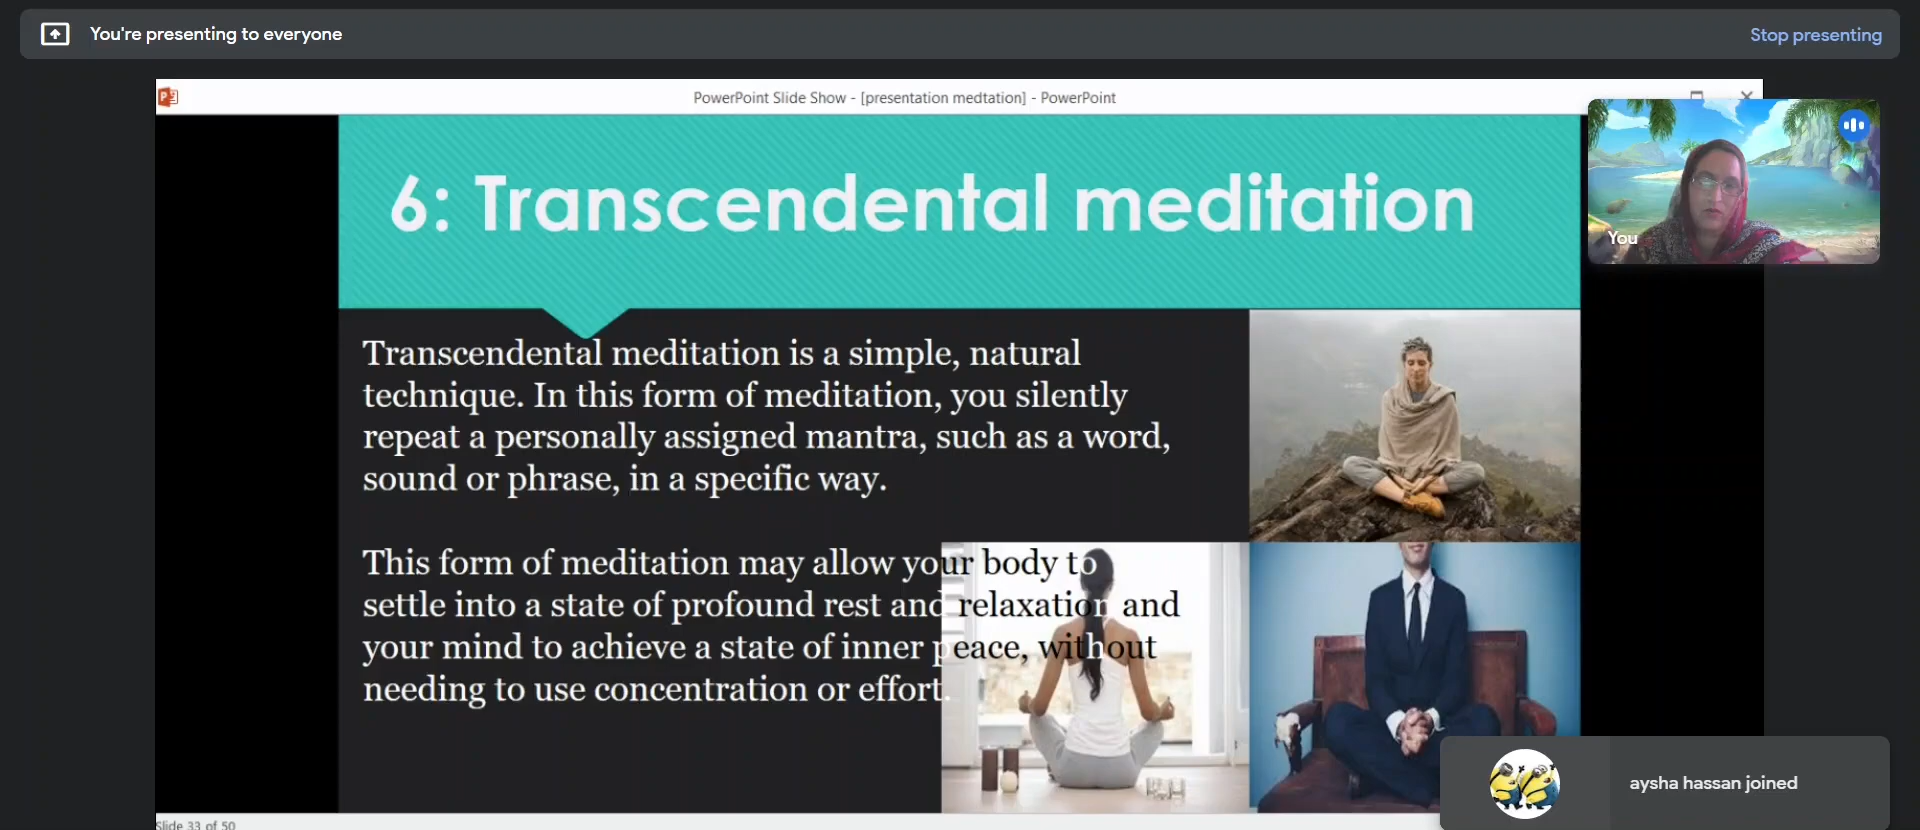 You're presenting to everyone
Stop presenting
PowerPoint Slide Show - [presentation medtation] - PowerPoint
6: Transcendental meditation
You
Transcendental meditation is a simple, natural
technique. In this form of meditation, you silently
repeat a personally assigned mantra, such as a word,
sound or phrase, in a specific way.
This form of meditation may allow your body to
settle into a state of profound rest and relaxation and
your mind to achieve a state of inner peace, without
needing to use concentration or effort.
aysha hassan joined
Slide 33 of 50